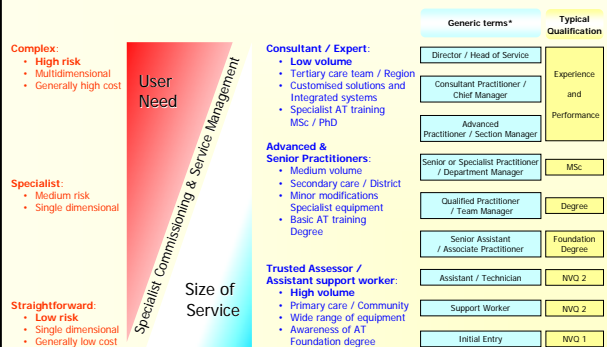 Complex:
• High risk
• Multidimensional
• Generally high cost
Specialist:
• Medium risk
• Single dimensional
Straightforward:
• Low risk
• Single dimensional
• Generally low cost
User
Need
Specialist Commissioning & Service Management
Size of
Service
Consultant / Expert:
• Low volume
• Tertiary care team / Region
• Customised solutions and
Integrated systems
• Specialist AT training
MSc / PhD
Advanced &
Senior Practitioners:
• Medium volume
• Secondary care / District
• Minor modifications
Specialist equipment
• Basic AT training
Degree
Trusted Assessor /
Assistant support worker:
• High volume
• Primary care / Community
• Wide range of equipment
• Awareness of AT
Foundation degree
Generic terms*
Director / Head of Service
Consultant Practitioner /
Chief Manager
Advanced
Practitioner / Section Manager
Senior or Specialist Practitioner
/ Department Manager
Qualified Practitioner
/ Team Manager
Senior Assistant
/ Associate Practitioner
Assistant / Technician
Support Worker
Initial Entry
Typical
Qualification
Experience
and
Performance
MSc
Degree
Foundation
Degree
NVQ 2
NVQ 2
NVQ 1